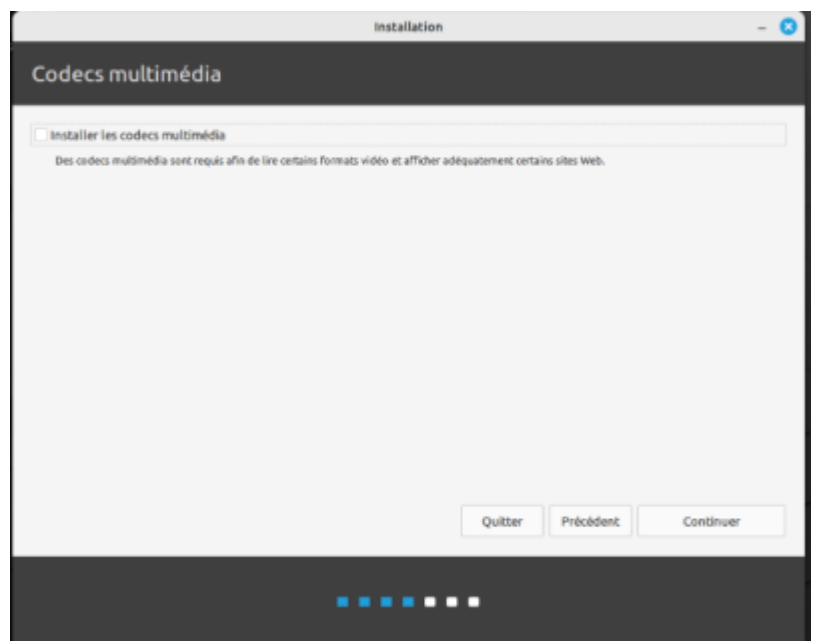 Installation
Codecs multimédia
Installer les codecs multimédia
Des codecs multimédia sont requis afin de lire certains formats vidéo et afficher adéquatement certains sites Web.
Quitter
Précédent
Continuer